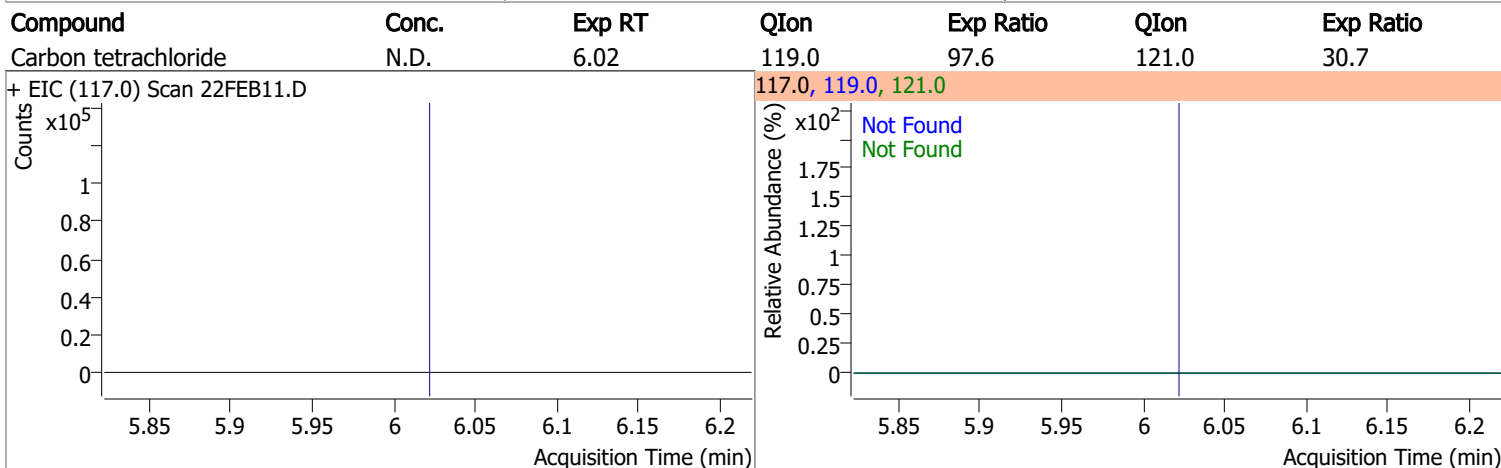 Compound Conc. Exp RT QIon Exp Ratio QIon Exp Ratio
Carbon tetrachloride N.D. 6.02 119.0 97.6 121.0 30.7
+ EIC (117.0) Scan 22FEB11.D
Counts
x10^5
1
0.8
0.6
0.4
0.2
0
5.85 5.9 5.95 6 6.05 6.1 6.15 6.2
Acquisition Time (min)
117.0, 119.0, 121.0
Relative Abundance (%)
x10^2
Not Found
Not Found
1.75
1.5
1.25
1
0.75
0.5
0.25
0
5.85 5.9 5.95 6 6.05 6.1 6.15 6.2
Acquisition Time (min)